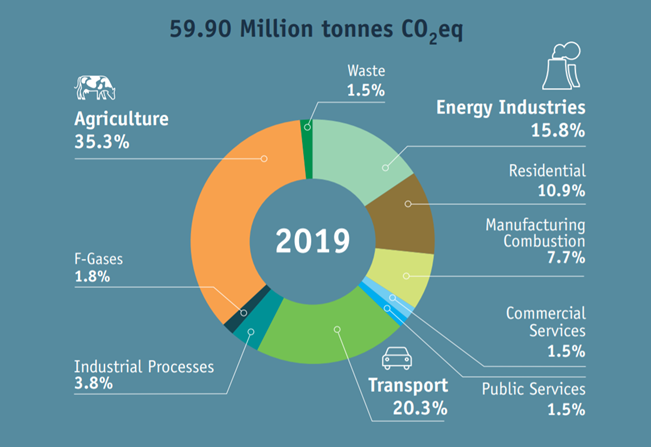 59.90 Million tonnes CO₂eq
Waste
1.5%
Energy Industries
15.8%
Agriculture
35.3%
Residential
10.9%
Manufacturing
Combustion
7.7%
2019
F-Gases
1.8%
Commercial
Services
1.5%
Industrial Processes
3.8%
Transport
20.3%
Public Services
1.5%